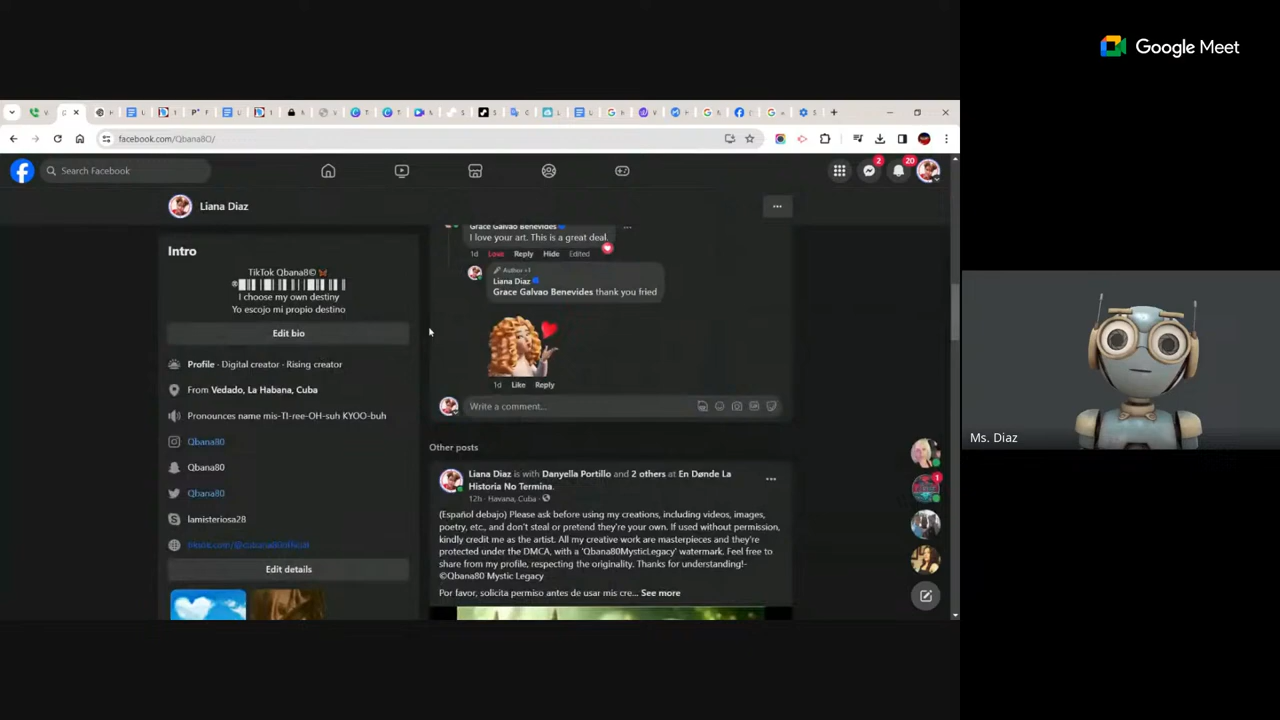 Google Meet
facebook.com/Qbana80/
Search Facebook
2
20
Liana Diaz
Intro
TikTok Qbana8©
I choose my own destiny
Yo escojo mi propio destino
Edit bio
Profile · Digital creator · Rising creator
From Vedado, La Habana, Cuba
Pronounces name mis-TI-ree-OH-suh KYOO-buh
Qbana80
Qbana80
Qbana80
lamisteriosa28
Edit details
Grace Galvao Benevides
I love your art. This is a great deal.
1d Love Reply Hide Edited
Author +1
Liana Diaz
Grace Galvao Benevides thank you fried
1d Like Reply
Write a comment...
Other posts
Liana Diaz is with Danyella Portillo and 2 others at En Dønde La
Historia No Termina.
12h · Havana, Cuba ·
(Español debajo) Please ask before using my creations, including videos, images,
poetry, etc., and don't steal or pretend they're your own. If used without permission,
kindly credit me as the artist. All my creative work are masterpieces and they're
protected under the DMCA, with a 'Qbana80MysticLegacy' watermark. Feel free to
share from my profile, respecting the originality. Thanks for understanding!-
©Qbana80 Mystic Legacy
Por favor, solicita permiso antes de usar mis cre... See more
1
Ms. Diaz